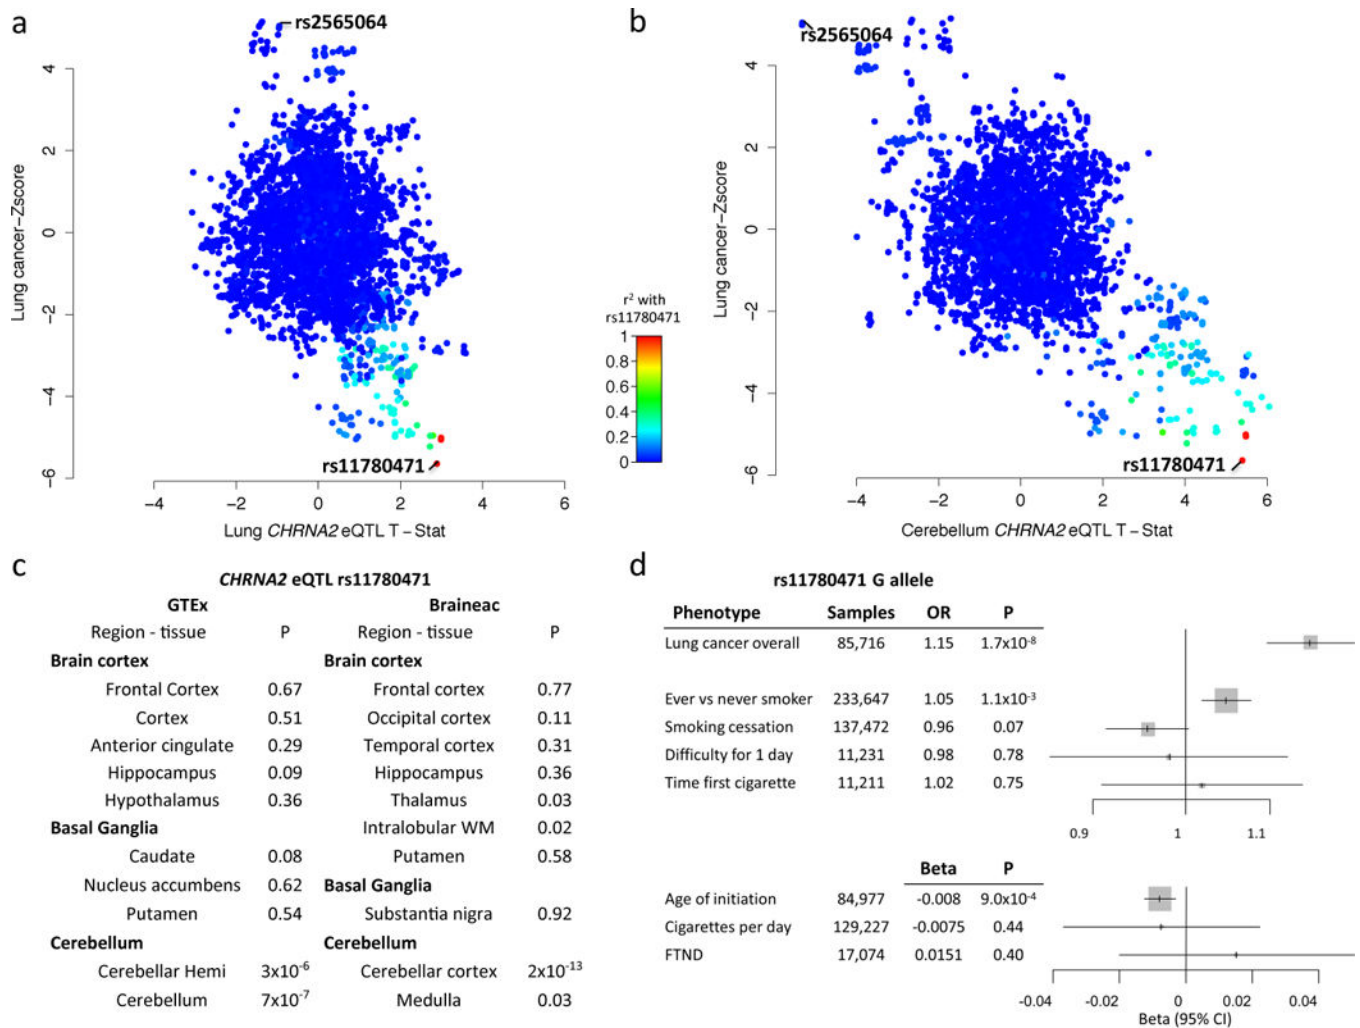 a
rs2565064
4
2
0
−2
−4
−6
Lung cancer−Zscore
rs11780471
−4 −2 0 2 4 6
Lung CHRNA2 eQTL T − Stat
r² with
rs11780471
1
0.8
0.6
0.4
0.2
0
b
rs2565064
4
2
0
−2
−4
−6
Lung cancer−Zscore
rs11780471
−4 −2 0 2 4 6
Cerebellum CHRNA2 eQTL T − Stat
c
CHRNA2 eQTL rs11780471
GTEx Braineac
Region - tissue P Region - tissue P
Brain cortex Brain cortex
Frontal Cortex 0.67 Frontal cortex 0.77
Cortex 0.51 Occipital cortex 0.11
Anterior cingulate 0.29 Temporal cortex 0.31
Hippocampus 0.09 Hippocampus 0.36
Hypothalamus 0.36 Thalamus 0.03
Basal Ganglia Intralobular WM 0.02
Caudate 0.08 Putamen 0.58
Nucleus accumbens 0.62 Basal Ganglia
Putamen 0.54 Substantia nigra 0.92
Cerebellum Cerebellum
Cerebellar Hemi 3x10⁻⁶ Cerebellar cortex 2x10⁻¹³
Cerebellum 7x10⁻⁷ Medulla 0.03
d
rs11780471 G allele
Phenotype Samples OR P
Lung cancer overall 85,716 1.15 1.7x10⁻⁸
Ever vs never smoker 233,647 1.05 1.1x10⁻³
Smoking cessation 137,472 0.96 0.07
Difficulty for 1 day 11,231 0.98 0.78
Time first cigarette 11,211 1.02 0.75
0.9 1 1.1
Beta P
Age of initiation 84,977 -0.008 9.0x10⁻⁴
Cigarettes per day 129,227 -0.0075 0.44
FTND 17,074 0.0151 0.40
-0.04 -0.02 0 0.02 0.04
Beta (95% CI)